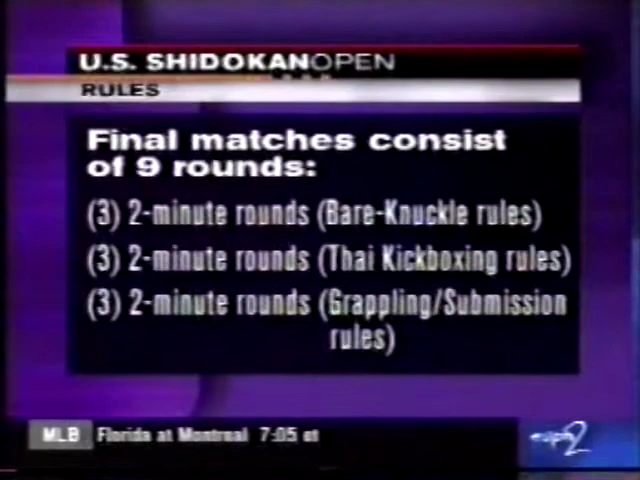 U.S. SHIDOKANOPEN
RULES
Final matches consist
of 9 rounds:
(3) 2-minute rounds (Bare-Knuckle rules)
(3) 2-minute rounds (Thai Kickboxing rules)
(3) 2-minute rounds (Grappling/Submission
rules)
MLB Florida at Montreal 7:05 et
espn2